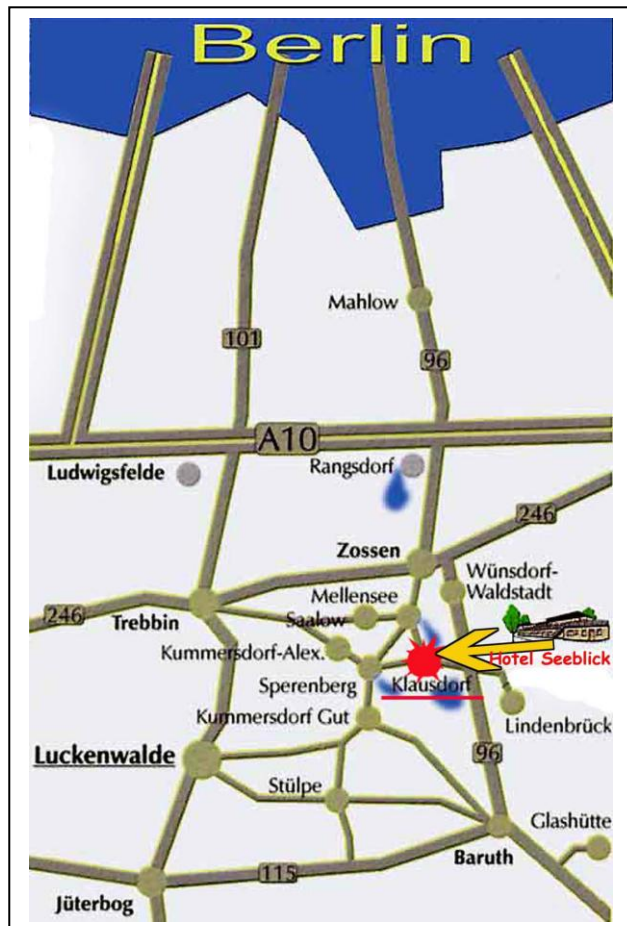 Berlin
Mahlow
101
96
A10
Ludwigsfelde
Rangsdorf
246
Zossen
Wünsdorf-
Waldstadt
Mellensee
246
Trebbin
Saalow
Kummersdorf-Alex.
Hotel Seeblick
Sperenberg
Klausdorf
Kummersdorf Gut
Lindenbrück
Luckenwalde
96
Stülpe
Glashütte
Baruth
115
Jüterbog